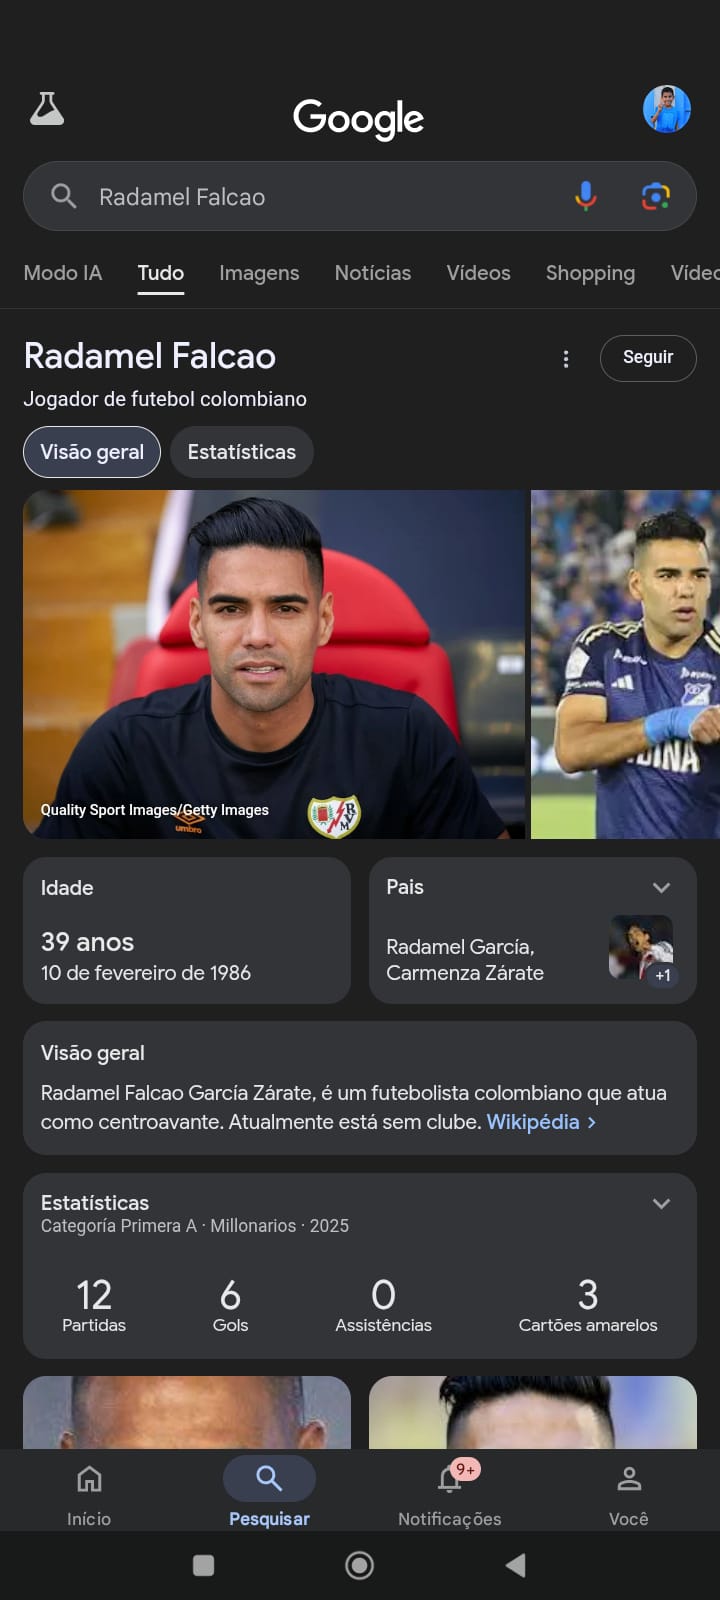 Google
Radamel Falcao
Modo IA Tudo Imagens Notícias Vídeos Shopping Víde
Radamel Falcao
Seguir
Jogador de futebol colombiano
Visão geral Estatísticas
Quality Sport Images/Getty Images
umbro
Idade
39 anos
10 de fevereiro de 1986
Pais
Radamel García,
Carmenza Zárate
+1
Visão geral
Radamel Falcao García Zárate, é um futebolista colombiano que atua
como centroavante. Atualmente está sem clube. Wikipédia >
Estatísticas
Categoría Primera A · Millonarios · 2025
12 6 0 3
Partidas Gols Assistências Cartões amarelos
9+
Início Pesquisar Notificações Você